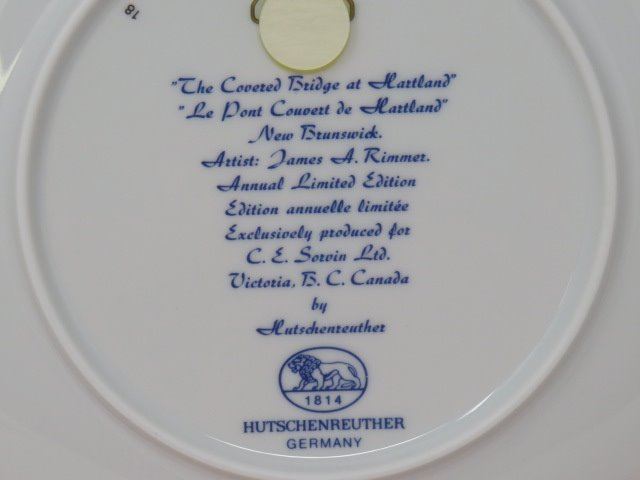 18
"The Covered Bridge at Hartland"
"Le Pont Couvert de Hartland"
New Brunswick.
Artist: James A. Rimmer.
Annual Limited Edition
Edition annuelle limitée
Exclusively produced for
C. E. Sorvin Ltd.
Victoria, B. C. Canada
by
Hutschenreuther
1814
HUTSCHENREUTHER
GERMANY